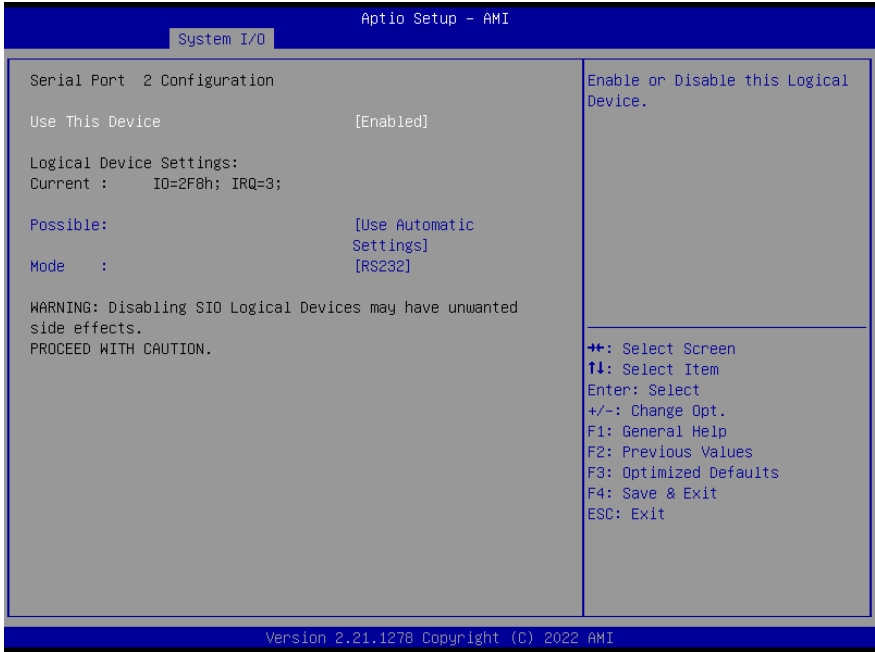 Aptio Setup - AMI
System I/O
Serial Port 2 Configuration
Use This Device [Enabled]
Logical Device Settings:
Current : IO=2F8h; IRQ=3;
Possible: [Use Automatic
Settings]
Mode : [RS232]
WARNING: Disabling SIO Logical Devices may have unwanted
side effects.
PROCEED WITH CAUTION.
Enable or Disable this Logical
Device.
→←: Select Screen
↑↓: Select Item
Enter: Select
+/-: Change Opt.
F1: General Help
F2: Previous Values
F3: Optimized Defaults
F4: Save & Exit
ESC: Exit
Version 2.21.1278 Copyright (C) 2022 AMI